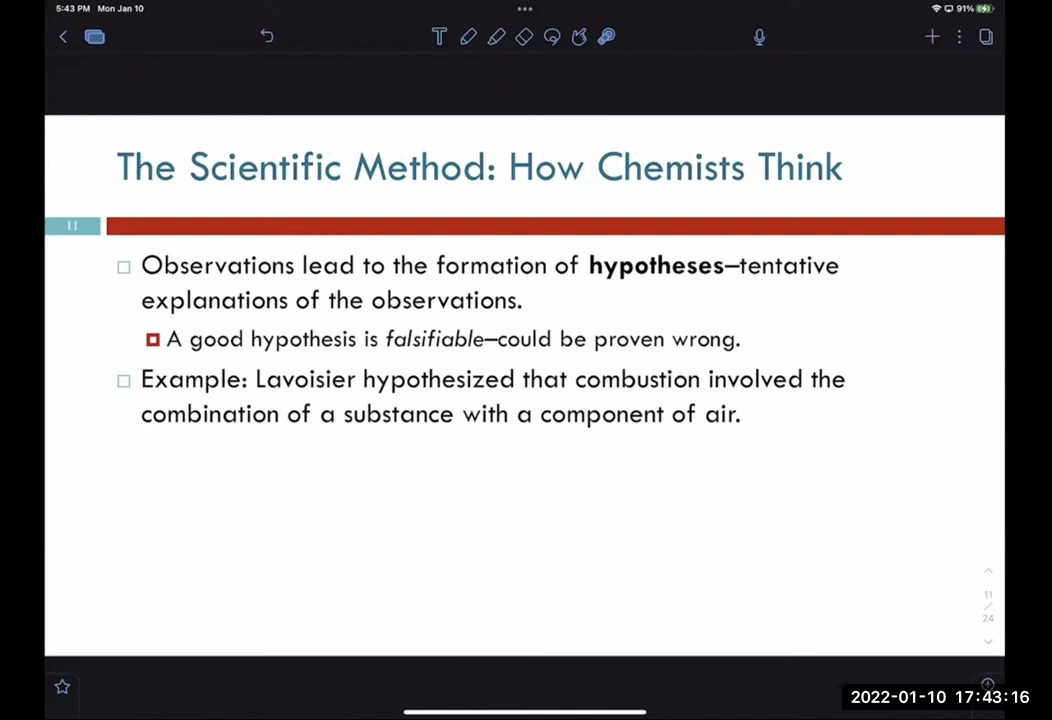 5:43 PM Mon Jan 10
91%
The Scientific Method: How Chemists Think
11
Observations lead to the formation of hypotheses–tentative
explanations of the observations.
A good hypothesis is falsifiable–could be proven wrong.
Example: Lavoisier hypothesized that combustion involved the
combination of a substance with a component of air.
11
/
24
2022-01-10 17:43:16